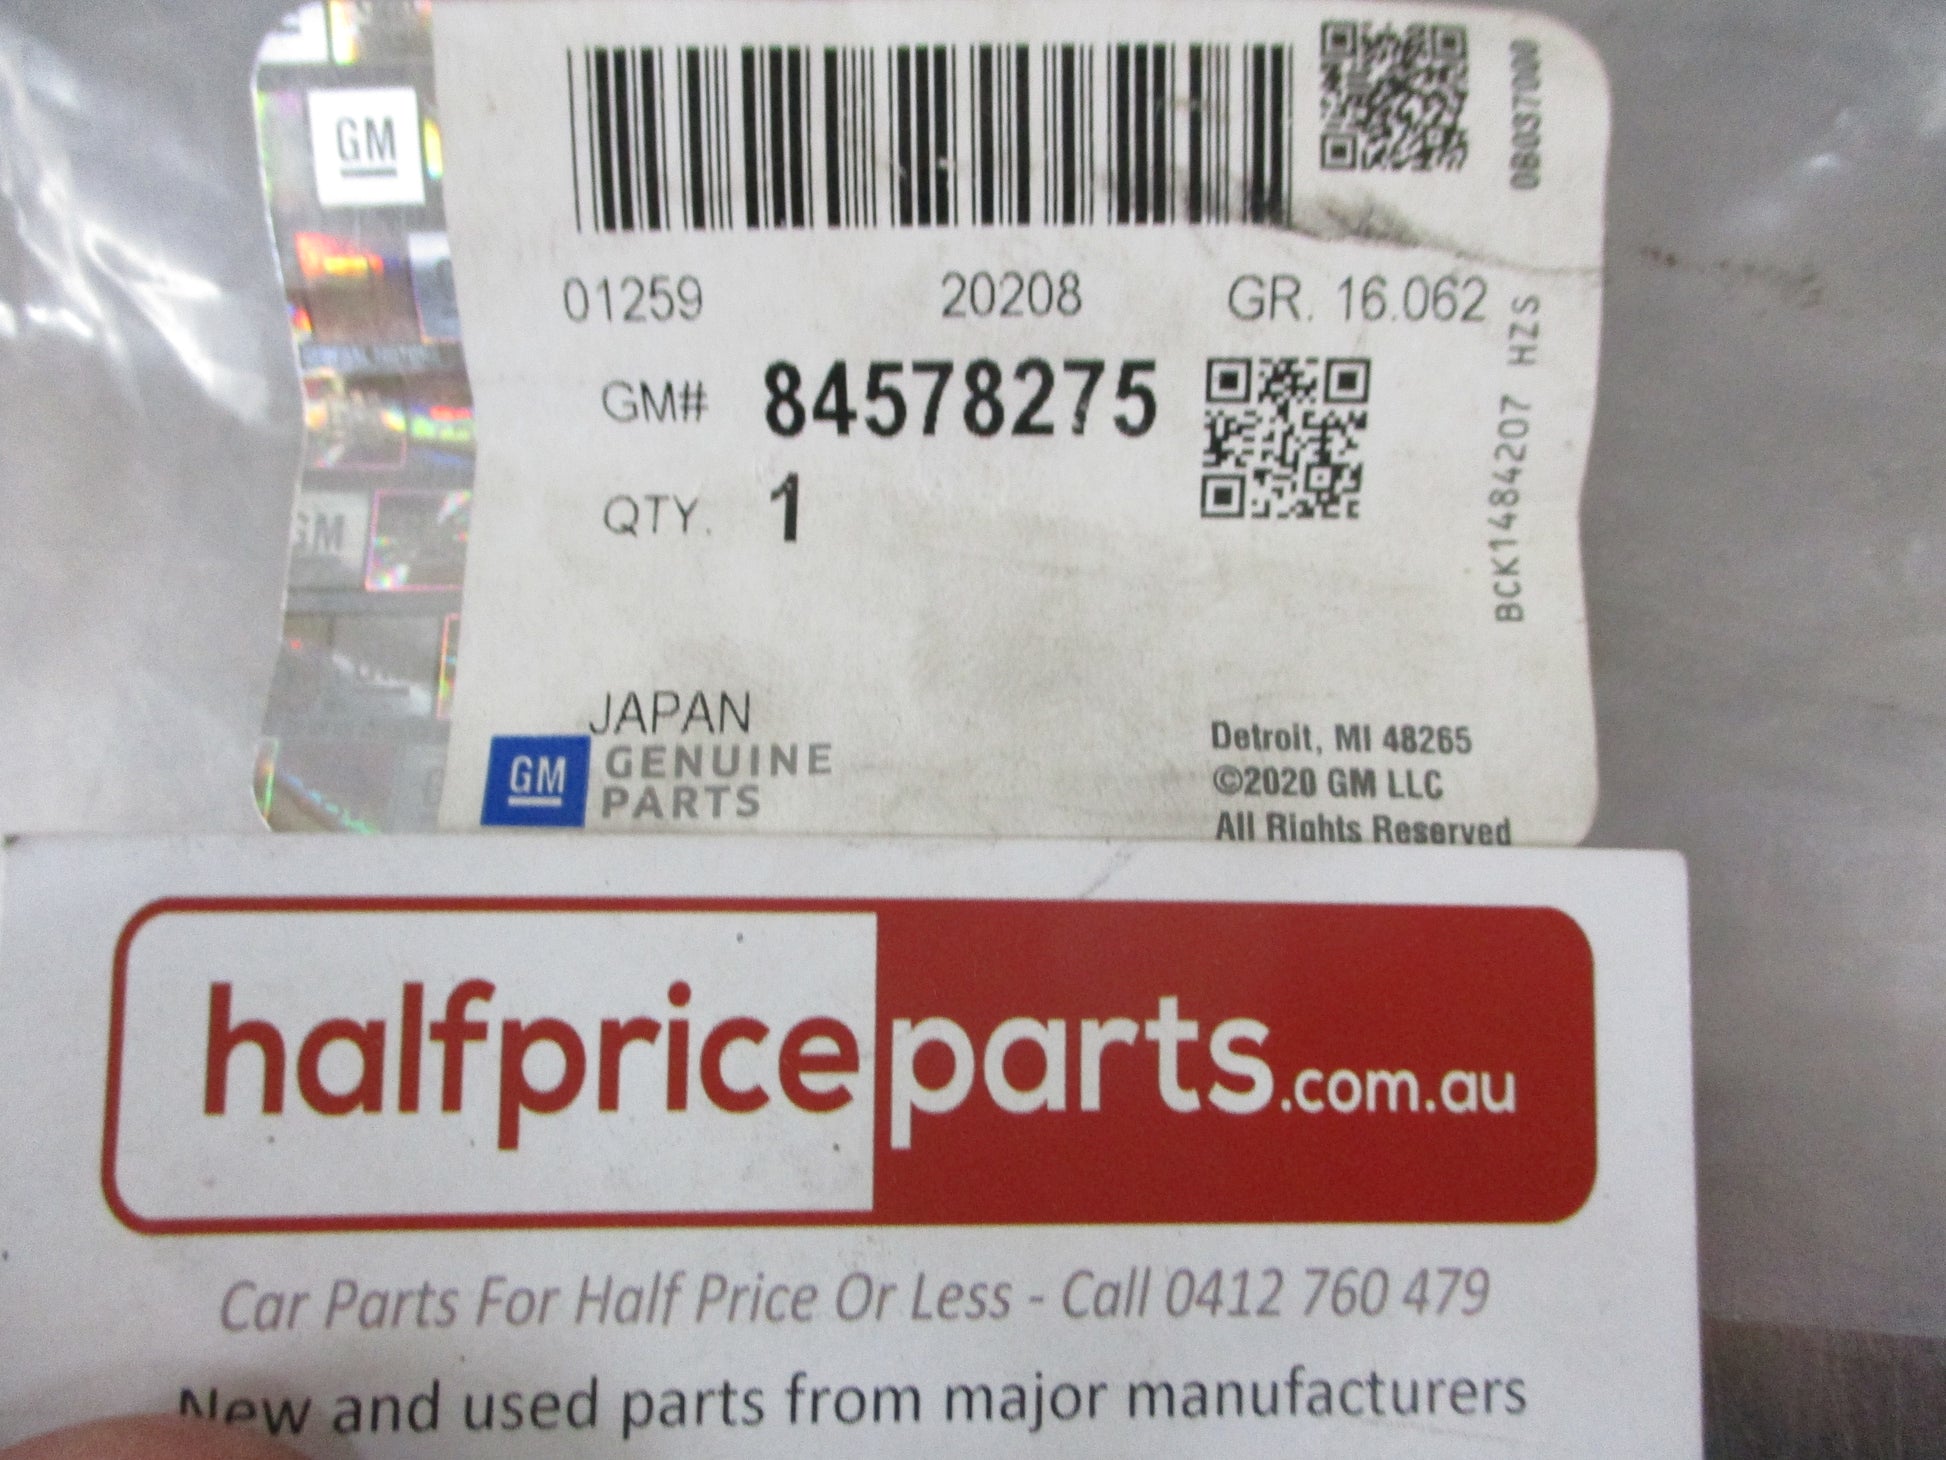 GM
0B037000
01259 20208 GR. 16.062
GM# 84578275
QTY. 1
BCK1484207 HZS
GM
JAPAN
GM GENUINE
PARTS
Detroit, MI 48265
©2020 GM LLC
All Rights Reserved
halfpriceparts.com.au
Car Parts For Half Price Or Less - Call 0412 760 479
New and used parts from major manufacturers